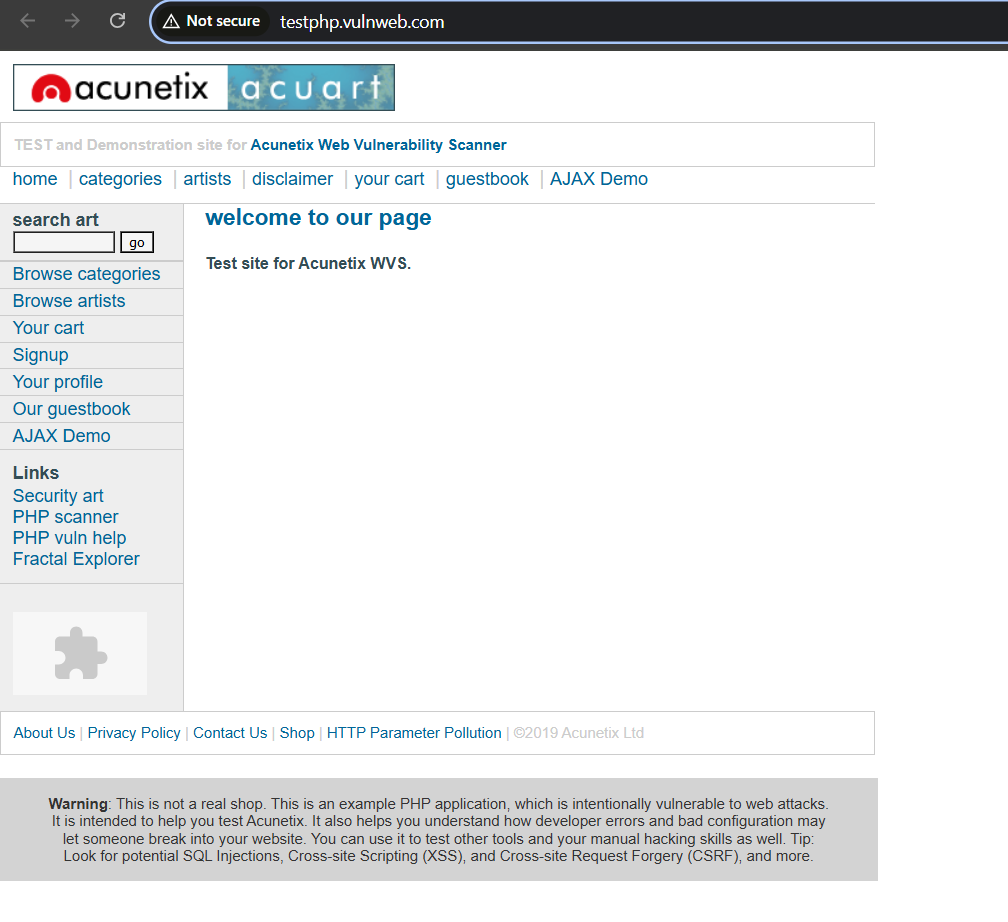 Not secure testphp.vulnweb.com
acunetix acuart
TEST and Demonstration site for Acunetix Web Vulnerability Scanner
home | categories | artists | disclaimer | your cart | guestbook | AJAX Demo
search art
go
Browse categories
Browse artists
Your cart
Signup
Your profile
Our guestbook
AJAX Demo
Links
Security art
PHP scanner
PHP vuln help
Fractal Explorer
welcome to our page
Test site for Acunetix WVS.
About Us | Privacy Policy | Contact Us | Shop | HTTP Parameter Pollution | ©2019 Acunetix Ltd
Warning: This is not a real shop. This is an example PHP application, which is intentionally vulnerable to web attacks.
It is intended to help you test Acunetix. It also helps you understand how developer errors and bad configuration may
let someone break into your website. You can use it to test other tools and your manual hacking skills as well. Tip:
Look for potential SQL Injections, Cross-site Scripting (XSS), and Cross-site Request Forgery (CSRF), and more.